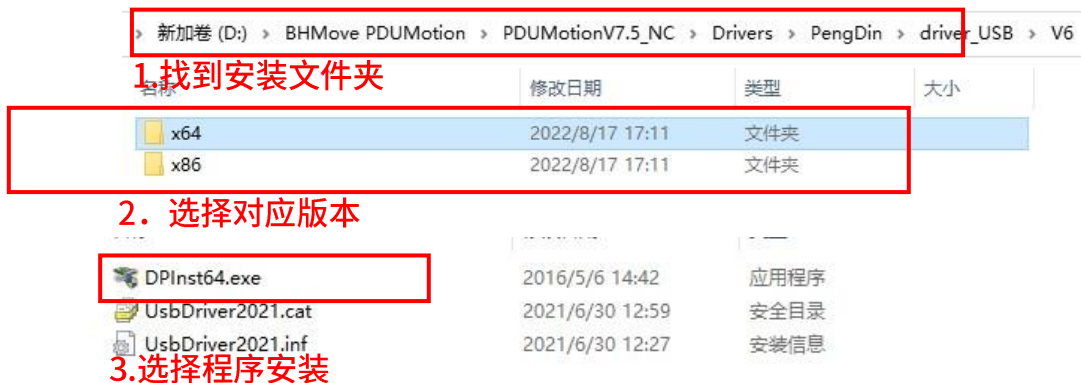 › 新加卷 (D:) › BHMove PDUMotion › PDUMotionV7.5_NC › Drivers › PengDin › driver_USB › V6
1.找到安装文件夹
名称 修改日期 类型 大小
x64 2022/8/17 17:11 文件夹
x86 2022/8/17 17:11 文件夹
2. 选择对应版本
DPInst64.exe 2016/5/6 14:42 应用程序
UsbDriver2021.cat 2021/6/30 12:59 安全目录
UsbDriver2021.inf 2021/6/30 12:27 安装信息
3.选择程序安装